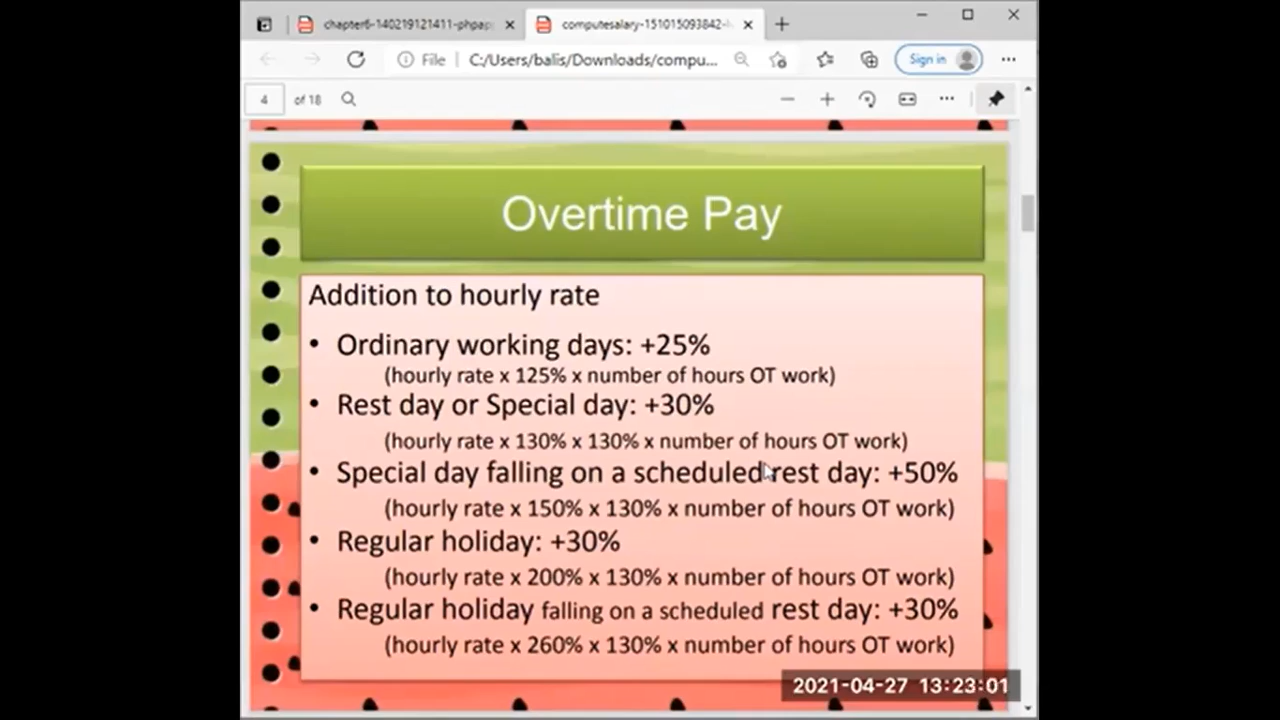 chapter6-140219121411-phpapp
computesalary-151015093842-l
File
C:/Users/balis/Downloads/compu...
Sign in
4 of 18
Overtime Pay
Addition to hourly rate
• Ordinary working days: +25%
(hourly rate x 125% x number of hours OT work)
• Rest day or Special day: +30%
(hourly rate x 130% x 130% x number of hours OT work)
• Special day falling on a scheduled rest day: +50%
(hourly rate x 150% x 130% x number of hours OT work)
• Regular holiday: +30%
(hourly rate x 200% x 130% x number of hours OT work)
• Regular holiday falling on a scheduled rest day: +30%
(hourly rate x 260% x 130% x number of hours OT work)
2021-04-27 13:23:01